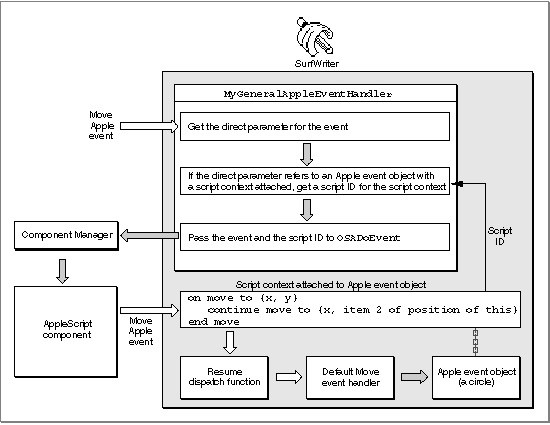 SurfWriter
MyGeneralAppleEventHandler
Move
Apple
event
Get the direct parameter for the event
If the direct parameter refers to an Apple event object with
a script context attached, get a script ID for the script context
Pass the event and the script ID to OSADoEvent
Component Manager
Script
ID
Script context attached to Apple event object
on move to {x, y}
continue move to {x, item 2 of position of this}
end move
AppleScript
component
Move
Apple
event
Resume
dispatch function
Default Move
event handler
Apple event object
(a circle)